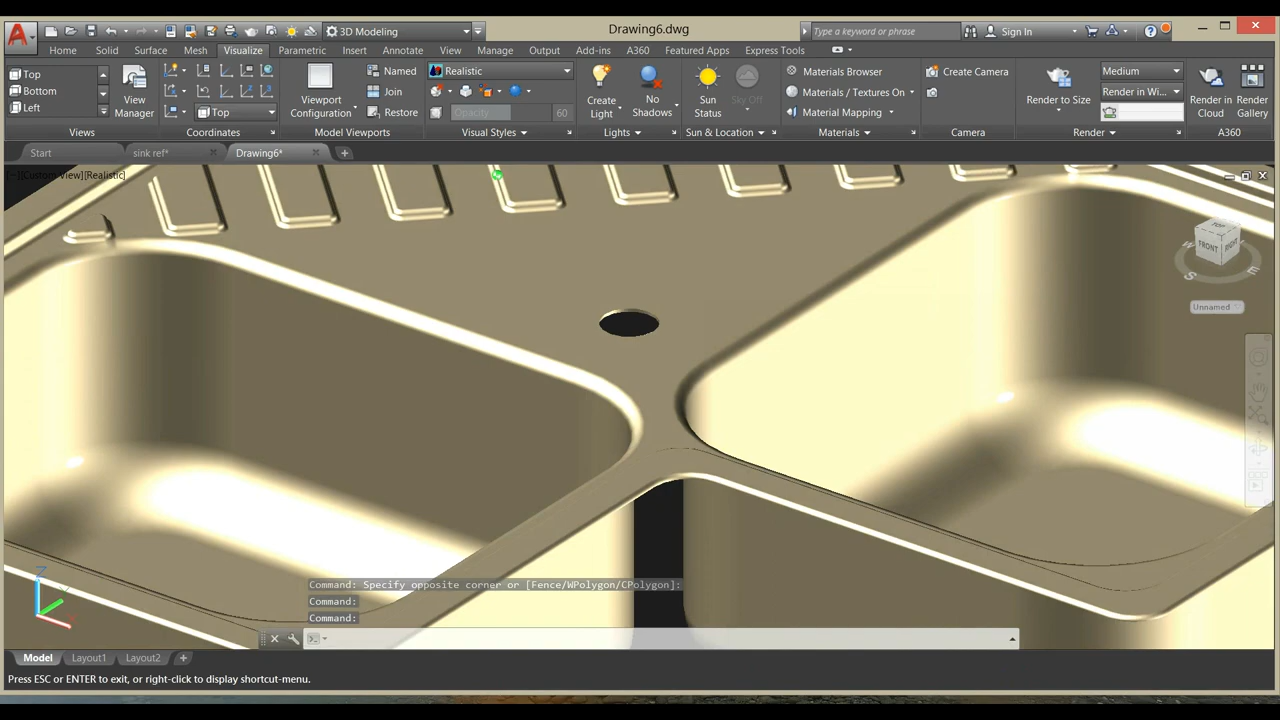 3D Modeling
Drawing6.dwg
Type a keyword or phrase
Sign In
Home Solid Surface Mesh Visualize Parametric Insert Annotate View Manage Output Add-ins A360 Featured Apps Express Tools
Top
Bottom
Left
View
Manager
Top
Viewport
Configuration
Named
Join
Restore
Realistic
Opacity 60
Create
Light
No
Shadows
Sun
Status
Sky Off
Materials Browser
Materials / Textures On
Material Mapping
Create Camera
Render to Size
Medium
Render in Wi...
Render in
Cloud
Render
Gallery
Views Coordinates Model Viewports Visual Styles Lights Sun & Location Materials Camera Render A360
Start sink ref* Drawing6*
[−][Custom View][Realistic]
TOP
FRONT
RIGHT
W
S
E
Unnamed
Z
Command: Specify opposite corner or [Fence/WPolygon/CPolygon]:
Command:
Command:
Model Layout1 Layout2
Press ESC or ENTER to exit, or right-click to display shortcut-menu.